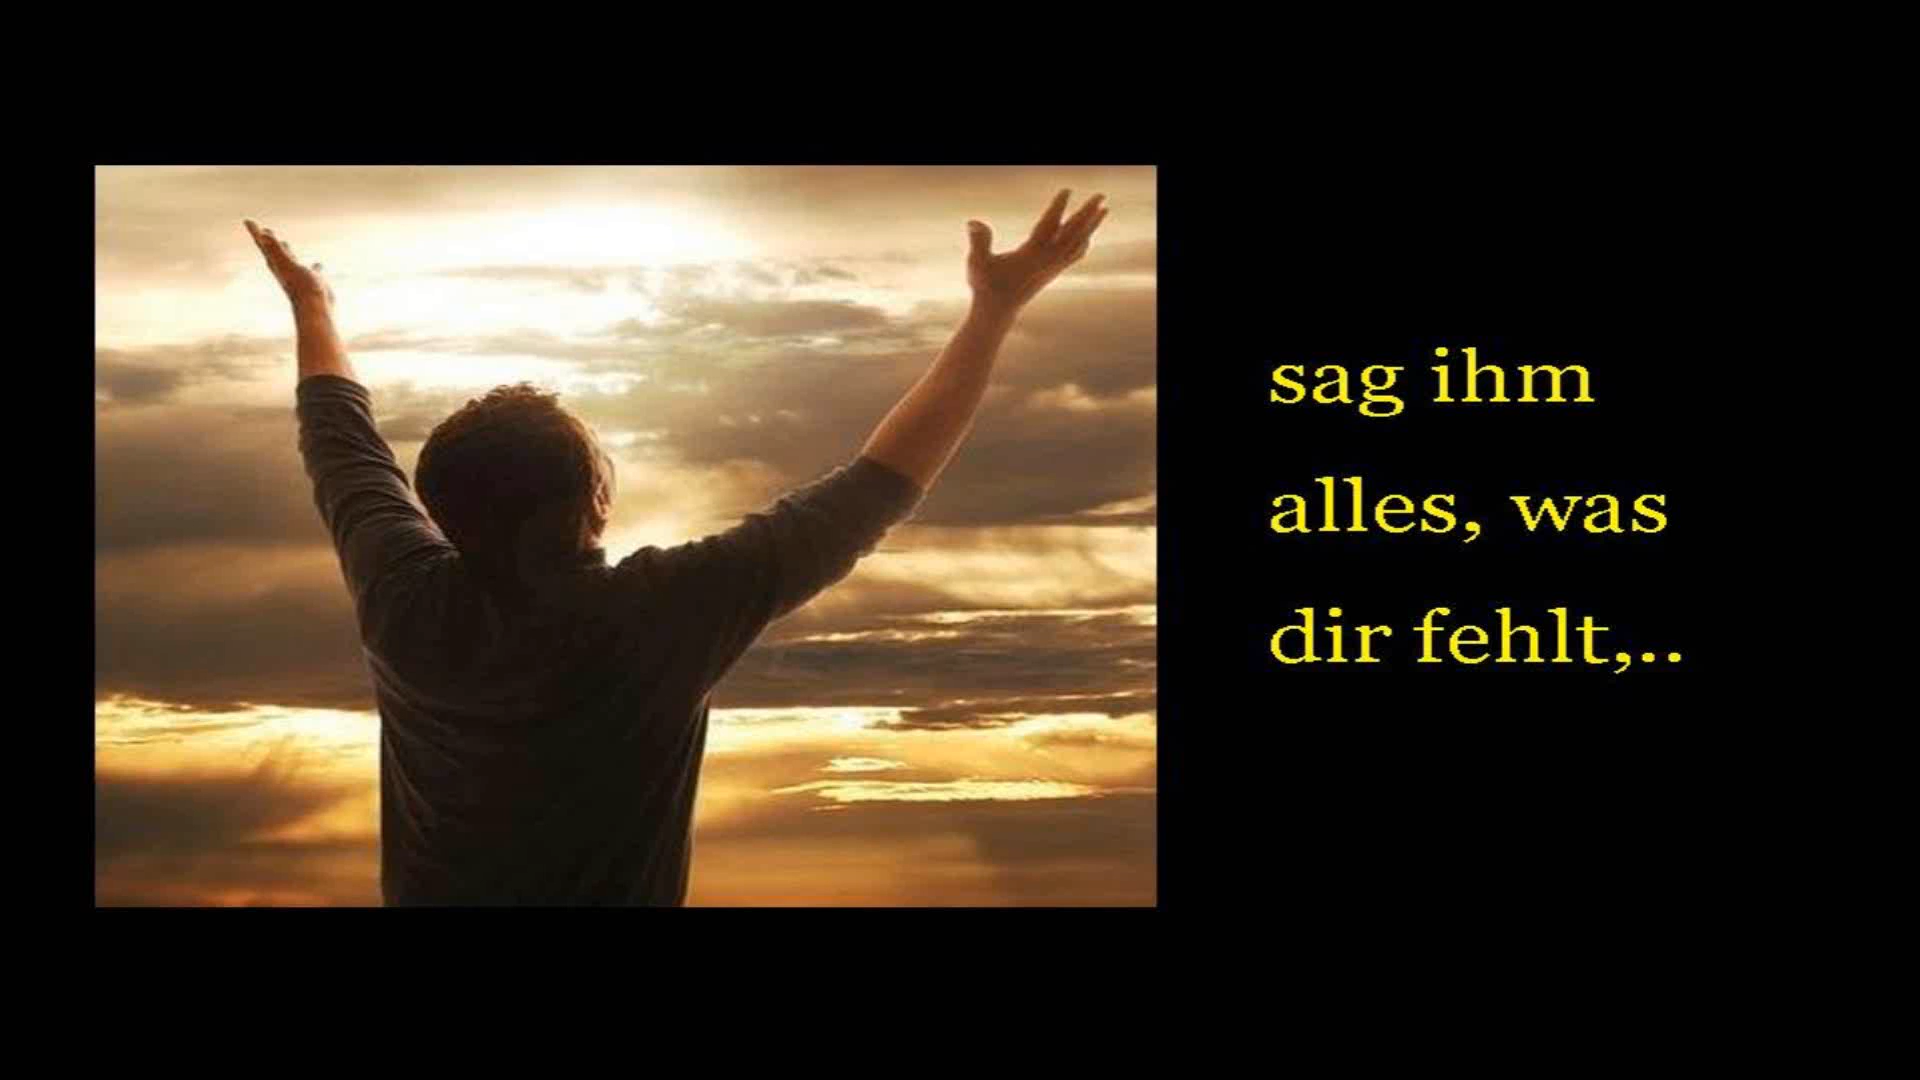 sag ihm
alles, was
dir fehlt,..